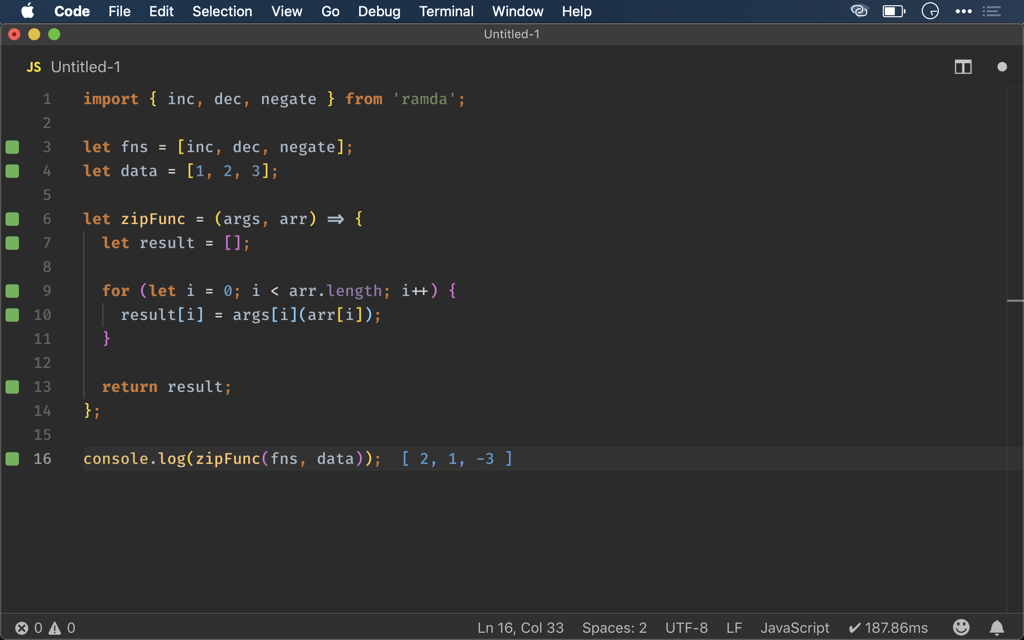 Code File Edit Selection View Go Debug Terminal Window Help
Untitled-1
JS Untitled-1
1 import { inc, dec, negate } from 'ramda';
2
3 let fns = [inc, dec, negate];
4 let data = [1, 2, 3];
5
6 let zipFunc = (args, arr) => {
7 let result = [];
8
9 for (let i = 0; i < arr.length; i++) {
10 result[i] = args[i](arr[i]);
11 }
12
13 return result;
14 };
15
16 console.log(zipFunc(fns, data)); [ 2, 1, -3 ]
0 0 Ln 16, Col 33 Spaces: 2 UTF-8 LF JavaScript ✔ 187.86ms